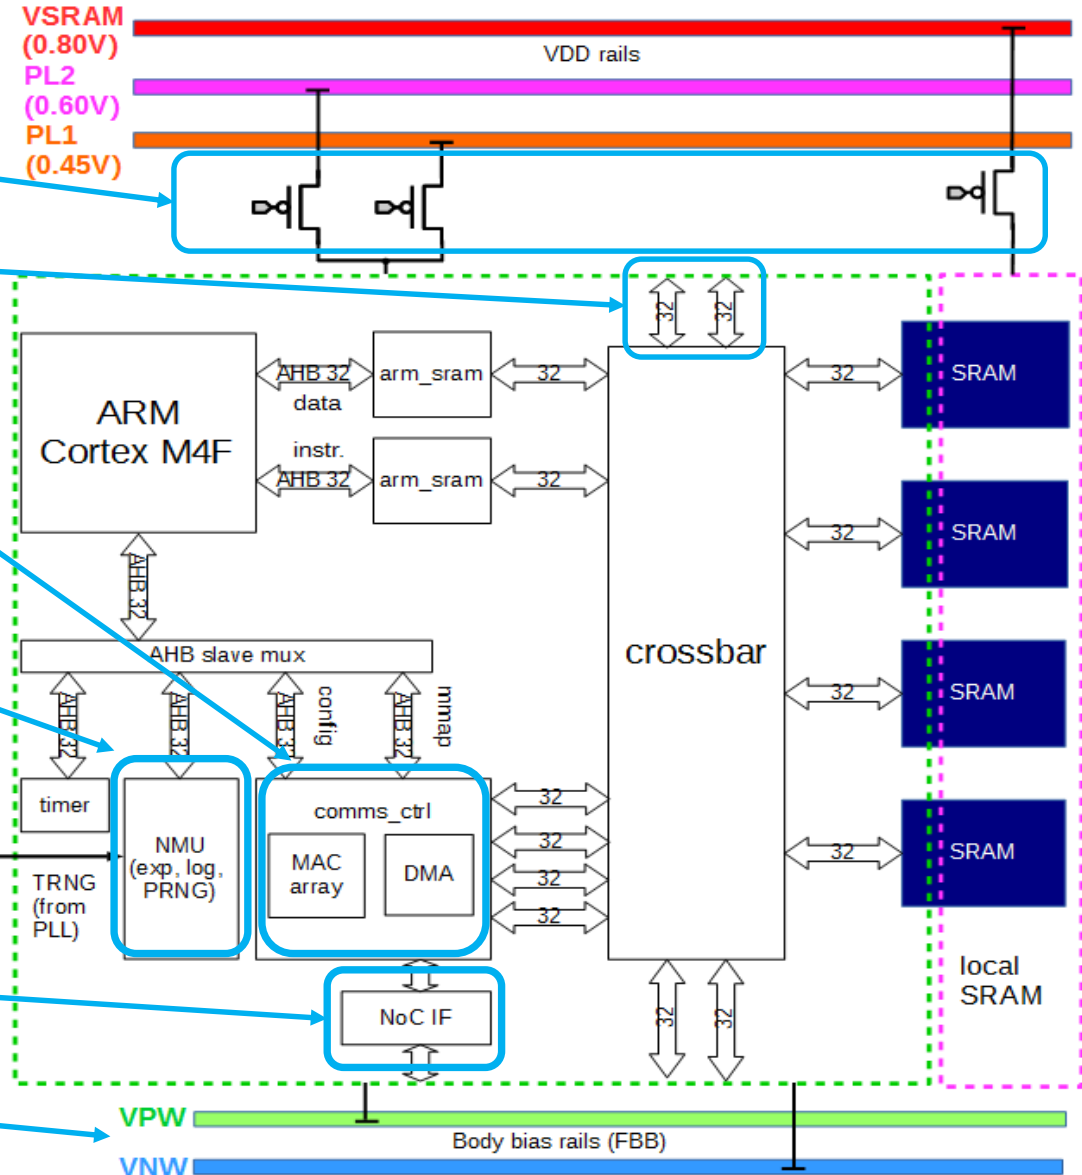 VSRAM
(0.80V)
VDD rails
PL2
(0.60V)
PL1
(0.45V)
32
32
ARM
Cortex M4F
AHB 32
data
arm_sram
32
instr.
AHB 32
arm_sram
32
32
SRAM
32
SRAM
AHB 32
AHB slave mux
crossbar
32
SRAM
AHB 32
AHB 32
config
AHB 32
mmap
AHB 32
timer
NMU
(exp, log,
PRNG)
comms_ctrl
MAC
array
DMA
32
32
32
32
32
SRAM
TRNG
(from
PLL)
local
SRAM
NoC IF
32
32
VPW
Body bias rails (FBB)
VNW